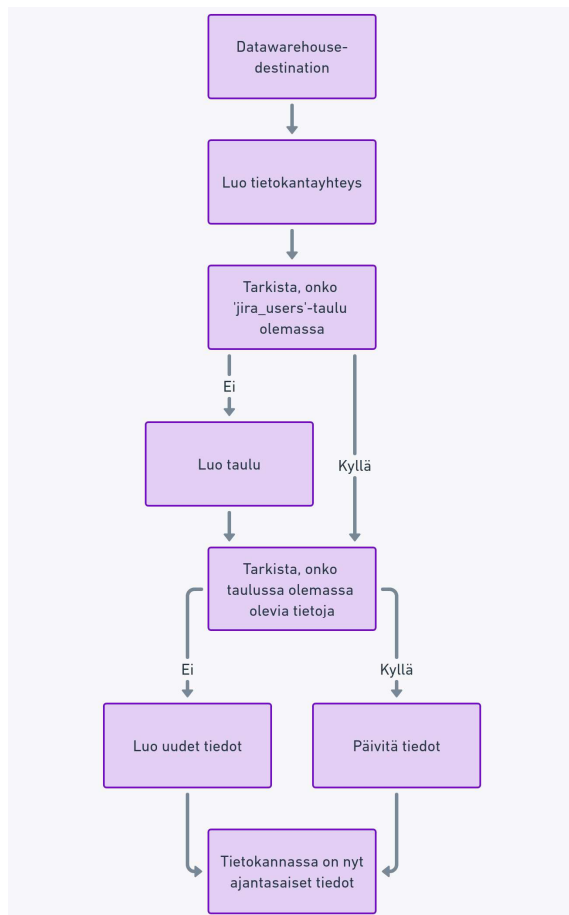 Datawarehouse-
destination
Luo tietokantayhteys
Tarkista, onko
'jira_users'-taulu
olemassa
Ei
Luo taulu
Kyllä
Tarkista, onko
taulussa olemassa
olevia tietoja
Ei
Kyllä
Luo uudet tiedot
Päivitä tiedot
Tietokannassa on nyt
ajantasaiset tiedot